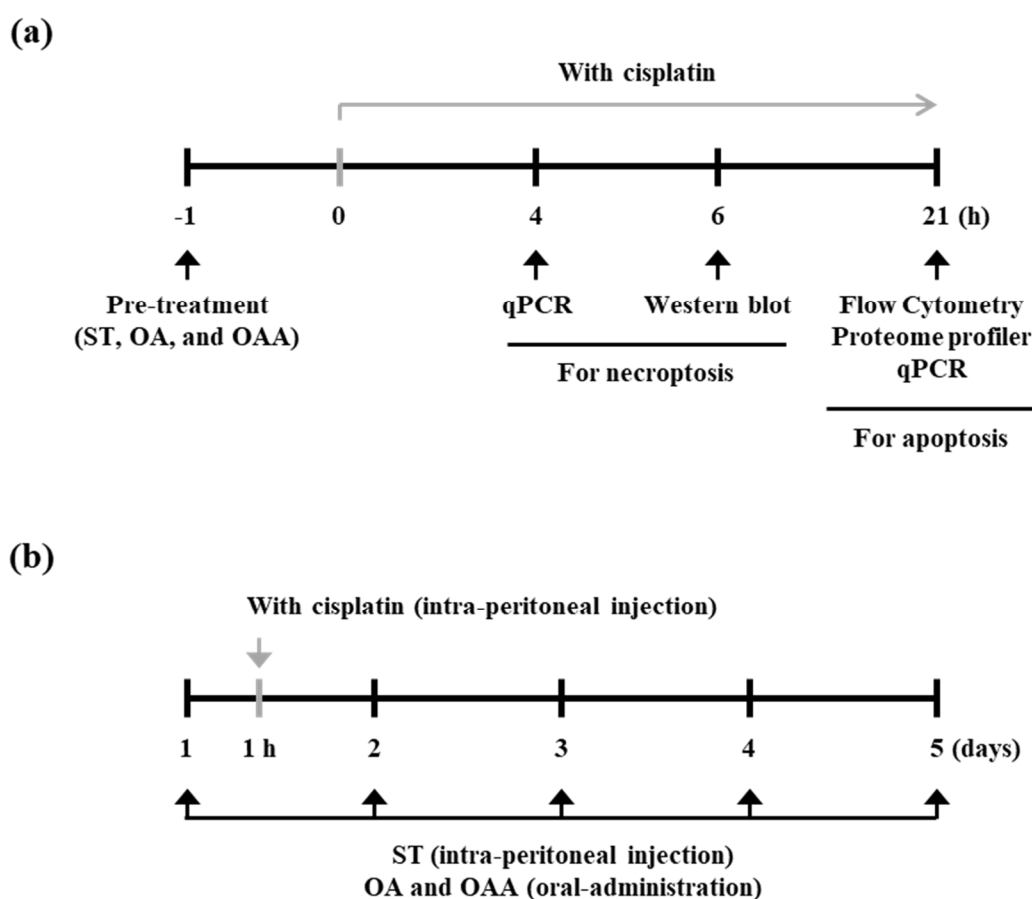 (a)
With cisplatin
-1 0 4 6 21 (h)
Pre-treatment
(ST, OA, and OAA)
qPCR
Western blot
For necroptosis
Flow Cytometry
Proteome profiler
qPCR
For apoptosis
(b)
With cisplatin (intra-peritoneal injection)
1 1 h 2 3 4 5 (days)
ST (intra-peritoneal injection)
OA and OAA (oral-administration)